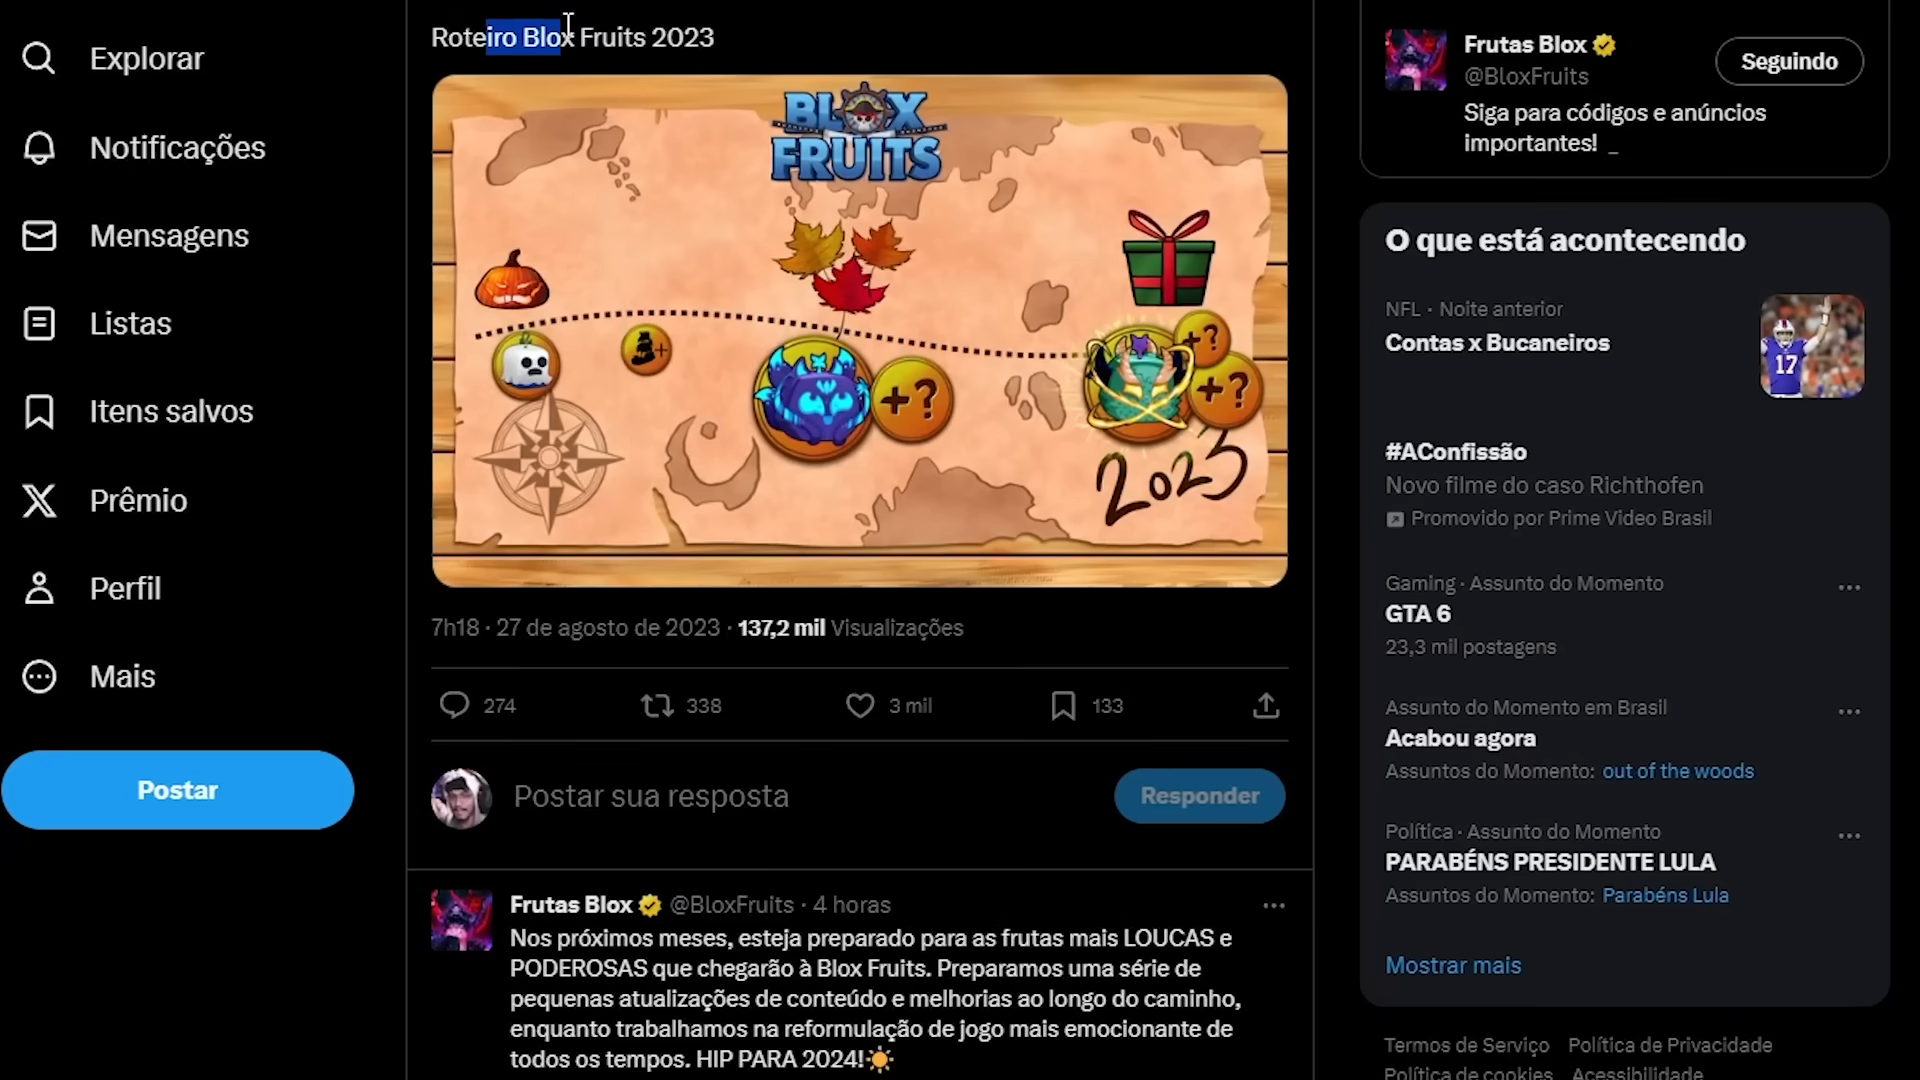 Explorar
Notificações
Mensagens
Listas
Itens salvos
Prêmio
Perfil
Mais
Postar
Roteiro Blox Fruits 2023
BLOX
FRUITS
+
+?
+?
+?
2023
7h18 · 27 de agosto de 2023 · 137,2 mil Visualizações
274
338
3 mil
133
Postar sua resposta
Responder
Frutas Blox @BloxFruits · 4 horas
Nos próximos meses, esteja preparado para as frutas mais LOUCAS e
PODEROSAS que chegarão à Blox Fruits. Preparamos uma série de
pequenas atualizações de conteúdo e melhorias ao longo do caminho,
enquanto trabalhamos na reformulação de jogo mais emocionante de
todos os tempos. HIP PARA 2024!
Frutas Blox
@BloxFruits
Seguindo
Siga para códigos e anúncios
importantes! _
O que está acontecendo
NFL · Noite anterior
Contas x Bucaneiros
17
#AConfissão
Novo filme do caso Richthofen
Promovido por Prime Video Brasil
Gaming · Assunto do Momento
GTA 6
23,3 mil postagens
Assunto do Momento em Brasil
Acabou agora
Assuntos do Momento: out of the woods
Política · Assunto do Momento
PARABÉNS PRESIDENTE LULA
Assuntos do Momento: Parabéns Lula
Mostrar mais
Termos de Serviço Política de Privacidade
Política de cookies Acessibilidade